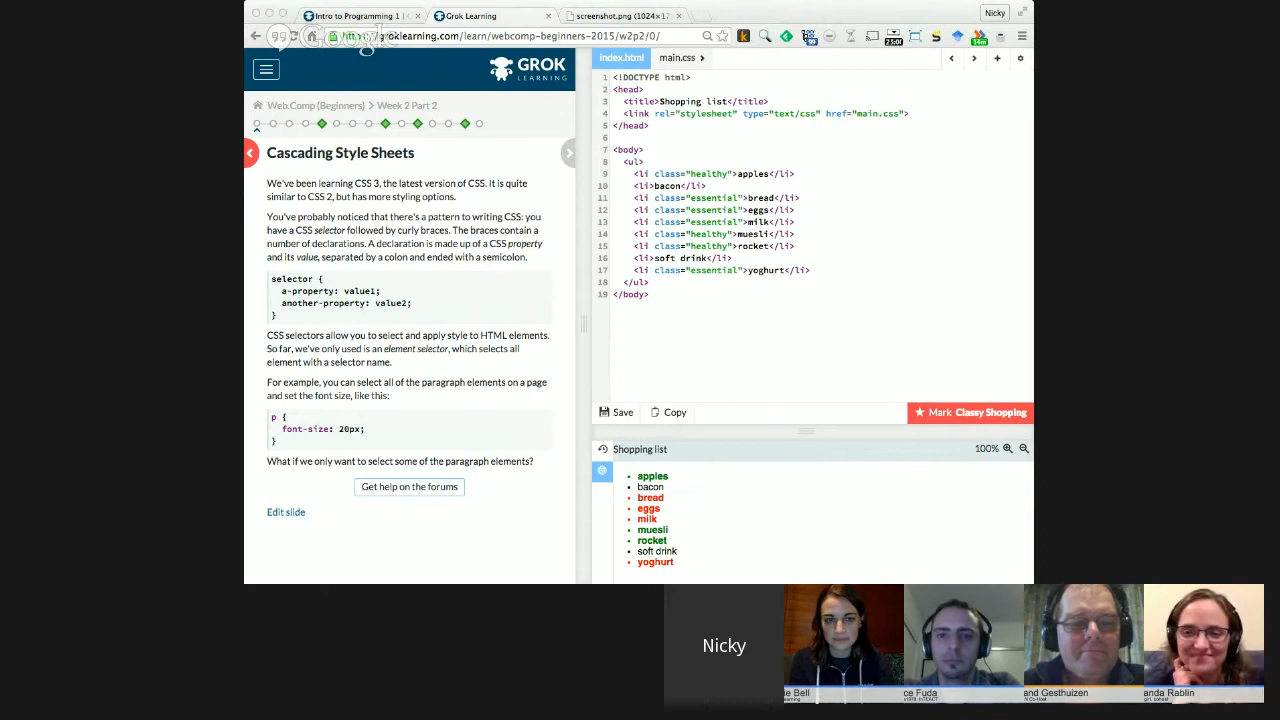 Intro to Programming 1 | C
Grok Learning
screenshot.png (1024×17
Nicky
groklearning.com/learn/webcomp-beginners-2015/w2p2/0/
Google
GROK
LEARNING
Web.Comp (Beginners) > Week 2 Part 2
Cascading Style Sheets
We've been learning CSS 3, the latest version of CSS. It is quite
similar to CSS 2, but has more styling options.
You've probably noticed that there's a pattern to writing CSS: you
have a CSS selector followed by curly braces. The braces contain a
number of declarations. A declaration is made up of a CSS property
and its value, separated by a colon and ended with a semicolon.
selector {
a-property: value1;
another-property: value2;
}
CSS selectors allow you to select and apply style to HTML elements.
So far, we've only used is an element selector, which selects all
element with a selector name.
For example, you can select all of the paragraph elements on a page
and set the font size, like this:
p {
font-size: 20px;
}
What if we only want to select some of the paragraph elements?
Get help on the forums
Edit slide
index.html main.css
1 <!DOCTYPE html>
2 <head>
3 <title>Shopping list</title>
4 <link rel="stylesheet" type="text/css" href="main.css">
5 </head>
6
7 <body>
8 <ul>
9 <li class="healthy">apples</li>
10 <li>bacon</li>
11 <li class="essential">bread</li>
12 <li class="essential">eggs</li>
13 <li class="essential">milk</li>
14 <li class="healthy">muesli</li>
15 <li class="healthy">rocket</li>
16 <li>soft drink</li>
17 <li class="essential">yoghurt</li>
18 </ul>
19 </body>
Save Copy Mark Classy Shopping
Shopping list 100%
apples
bacon
bread
eggs
milk
muesli
rocket
soft drink
yoghurt
Nicky
ie Bell
ce Fuda
and Gesthuizen
anda Rablin